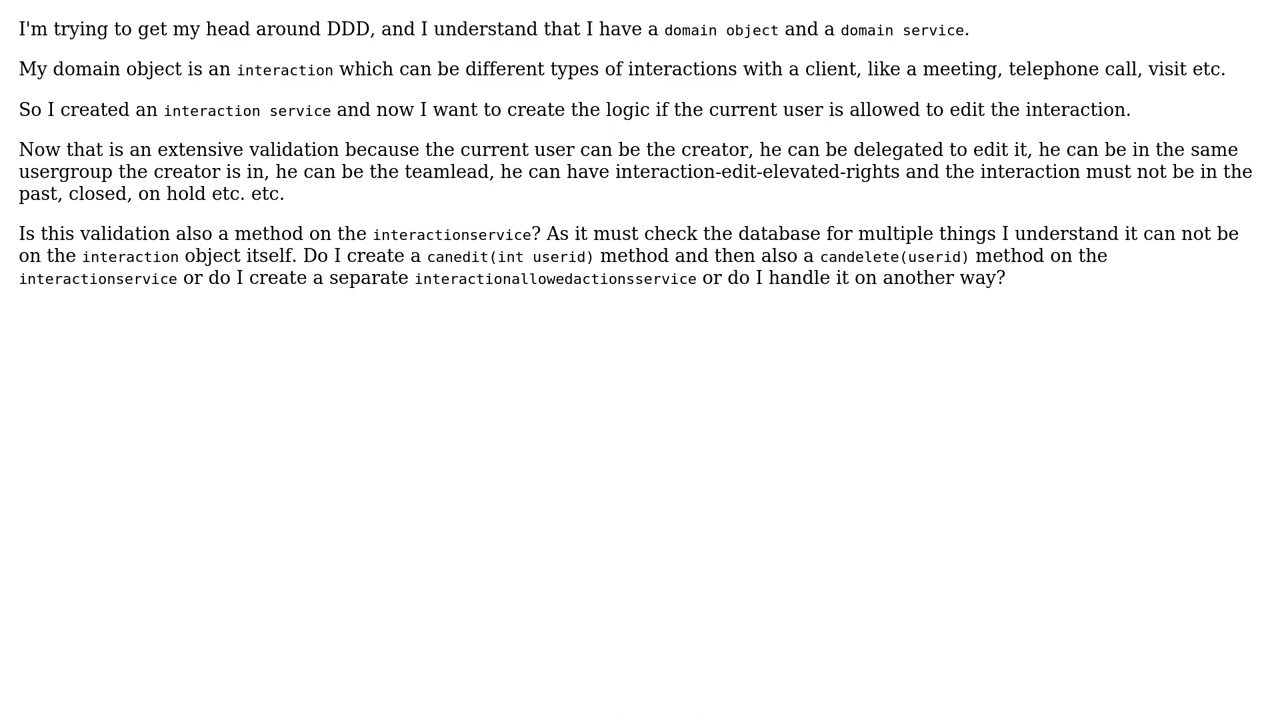 I'm trying to get my head around DDD, and I understand that I have a domain object and a domain service.
My domain object is an interaction which can be different types of interactions with a client, like a meeting, telephone call, visit etc.
So I created an interaction service and now I want to create the logic if the current user is allowed to edit the interaction.
Now that is an extensive validation because the current user can be the creator, he can be delegated to edit it, he can be in the same
usergroup the creator is in, he can be the teamlead, he can have interaction-edit-elevated-rights and the interaction must not be in the
past, closed, on hold etc. etc.
Is this validation also a method on the interactionservice? As it must check the database for multiple things I understand it can not be
on the interaction object itself. Do I create a canedit(int userid) method and then also a candelete(userid) method on the
interactionservice or do I create a separate interactionallowedactionsservice or do I handle it on another way?